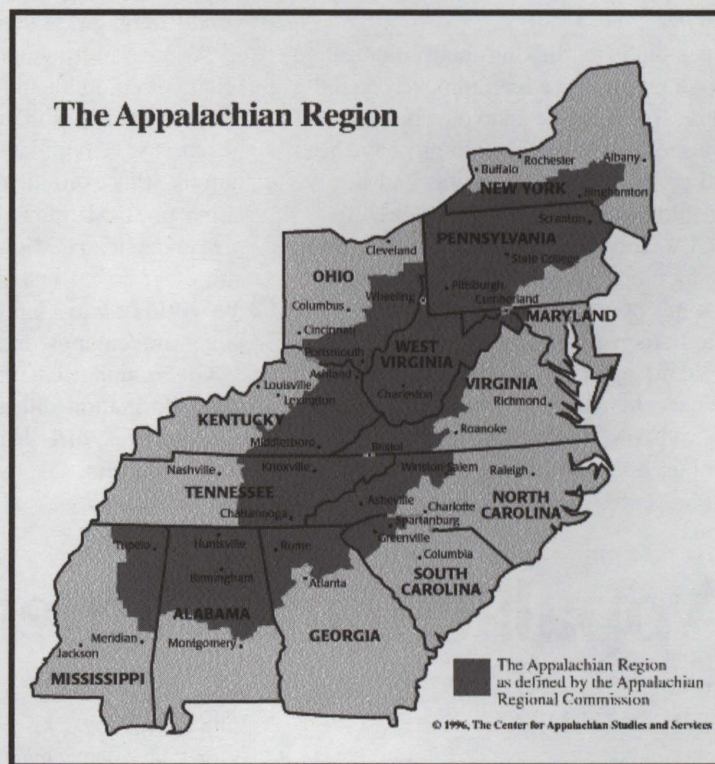 The Appalachian Region
Rochester
Buffalo
Albany
NEW YORK
Binghamton
Scranton
PENNSYLVANIA
Cleveland
State College
OHIO
Pittsburgh
Wheeling
Cumberland
Columbus
MARYLAND
Cincinnati
WEST
VIRGINIA
Portsmouth
Ashland
Charleston
VIRGINIA
Louisville
Lexington
Richmond
KENTUCKY
Roanoke
Middlesboro
Bristol
Nashville
Knoxville
Winston-Salem
Raleigh
TENNESSEE
Asheville
NORTH
CAROLINA
Chattanooga
Charlotte
Spartanburg
Greenville
Tupelo
Huntsville
Rome
Columbia
Birmingham
Atlanta
SOUTH
CAROLINA
ALABAMA
GEORGIA
Meridian
Montgomery
Jackson
MISSISSIPPI
The Appalachian Region
as defined by the Appalachian
Regional Commission
© 1996, The Center for Appalachian Studies and Services